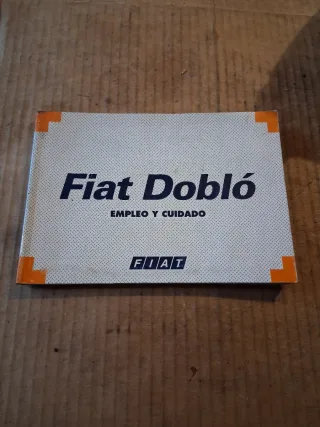 Fiat Dobló
EMPLEO Y CUIDADO
FIAT